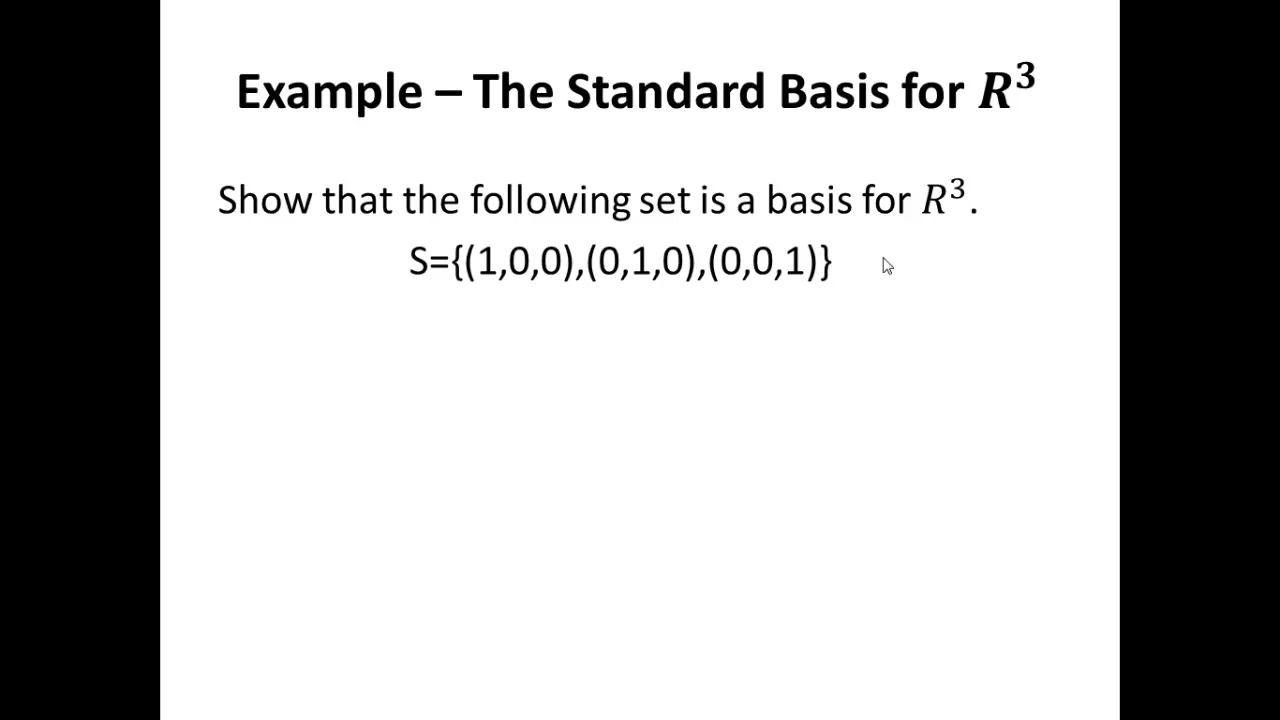 Example – The Standard Basis for R³
Show that the following set is a basis for R³.
S={(1,0,0),(0,1,0),(0,0,1)}